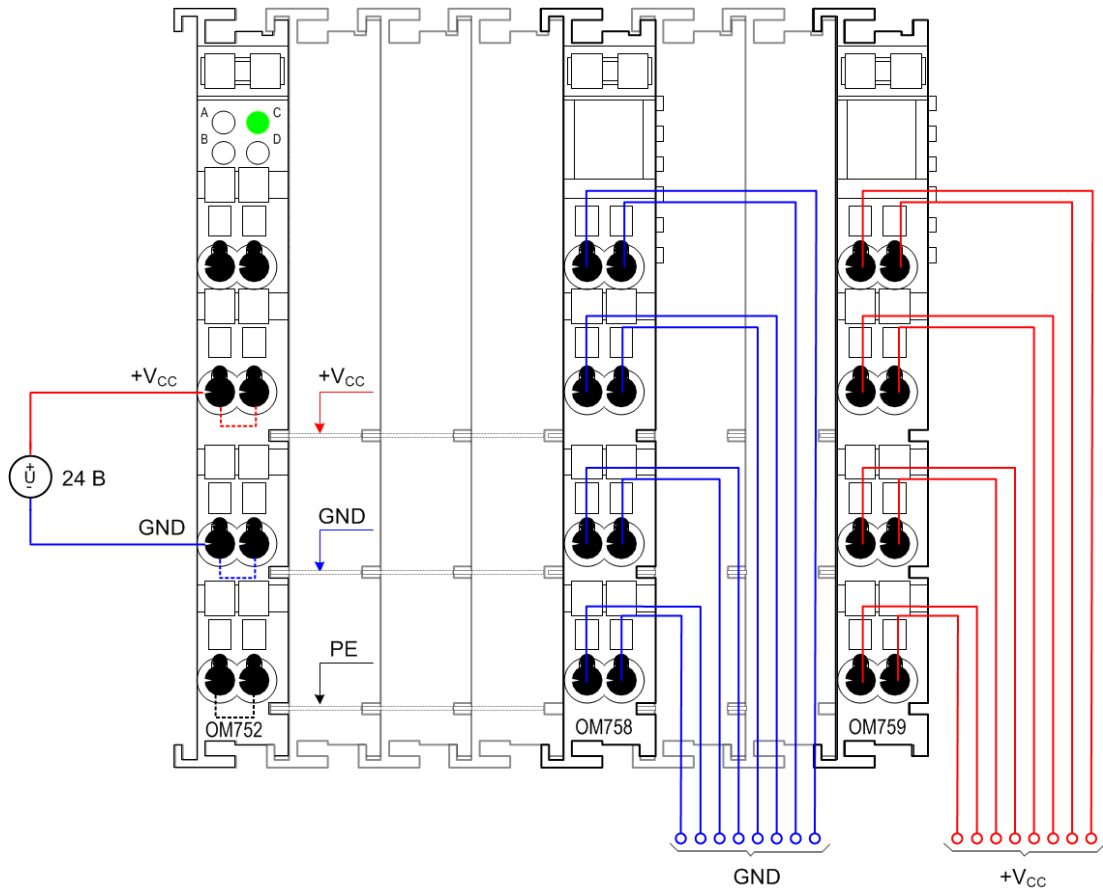 A
C
B
D
+VCC
+VCC
+
U
-
24 В
GND
GND
PE
OM752
OM758
OM759
GND
+VCC